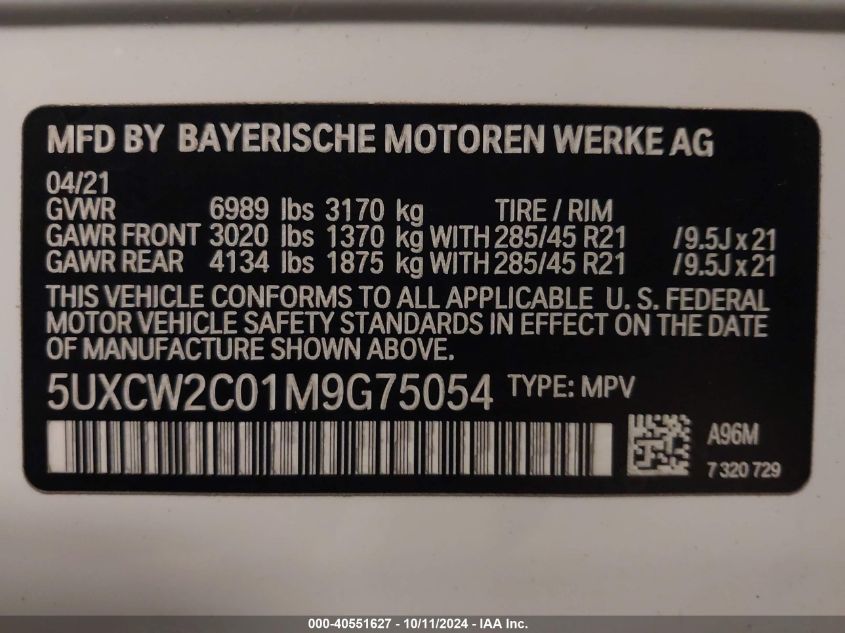 MFD BY BAYERISCHE MOTOREN WERKE AG
04/21
GVWR 6989 lbs 3170 kg TIRE / RIM
GAWR FRONT 3020 lbs 1370 kg WITH 285/45 R21 /9.5J x 21
GAWR REAR 4134 lbs 1875 kg WITH 285/45 R21 /9.5J x 21
THIS VEHICLE CONFORMS TO ALL APPLICABLE U. S. FEDERAL
MOTOR VEHICLE SAFETY STANDARDS IN EFFECT ON THE DATE
OF MANUFACTURE SHOWN ABOVE.
5UXCW2C01M9G75054 TYPE: MPV
A96M
7 320 729
000-40551627 - 10/11/2024 - IAA Inc.